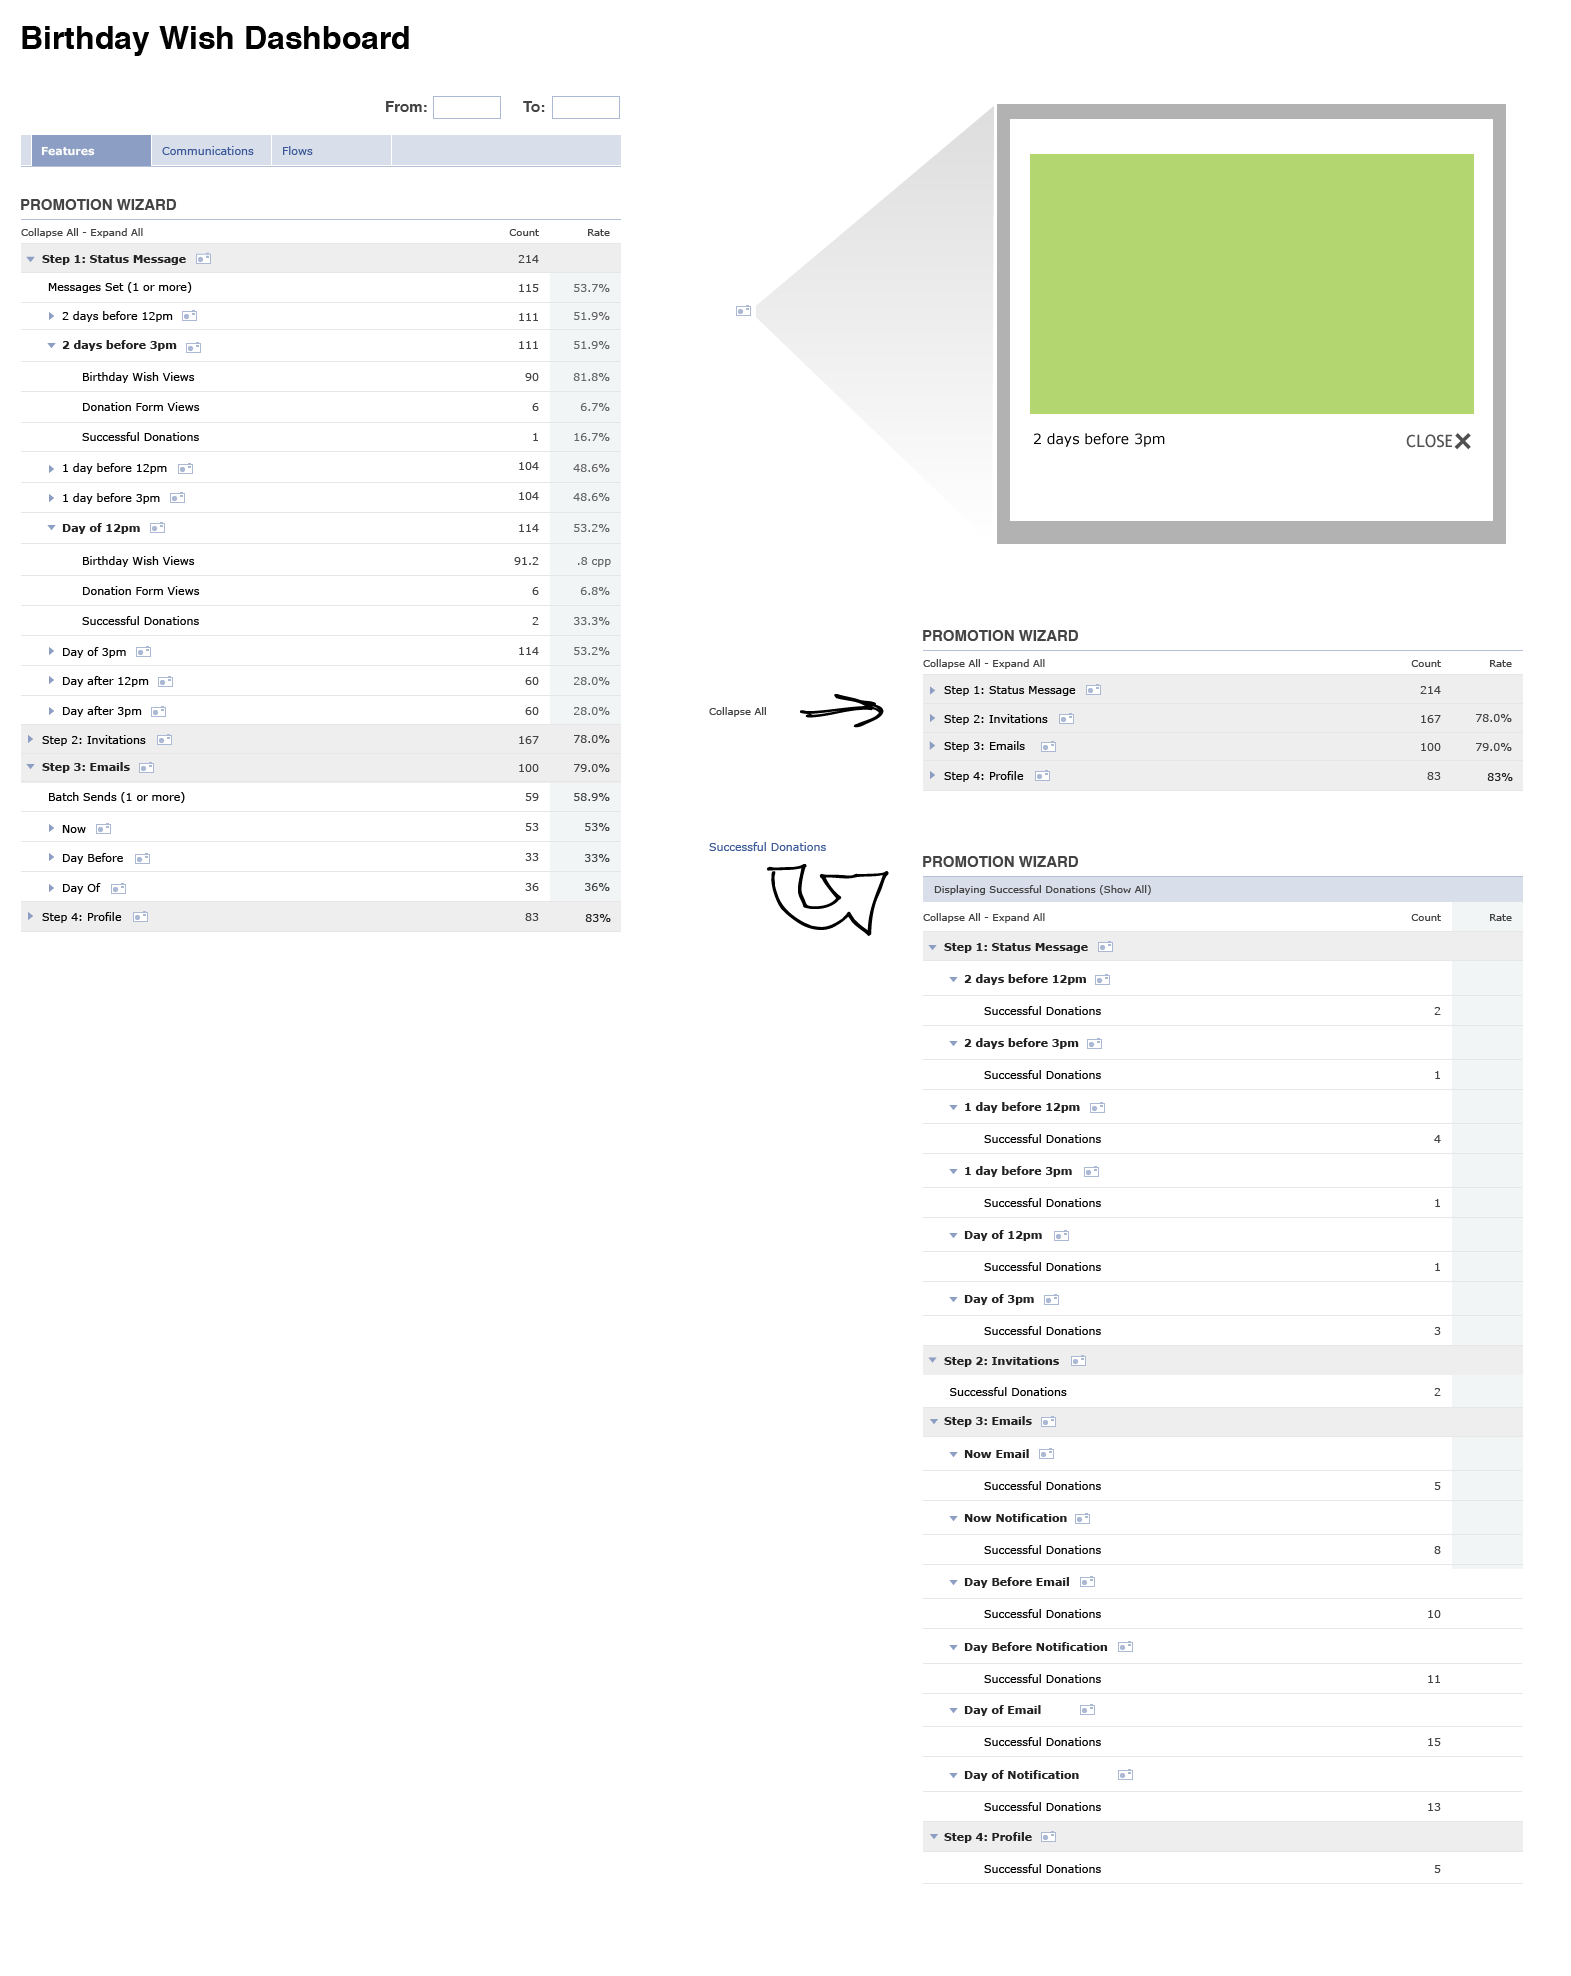 Birthday Wish Dashboard
From: To:
Features Communications Flows
PROMOTION WIZARD
Collapse All - Expand All Count Rate
Step 1: Status Message 214
Messages Set (1 or more) 115 53.7%
2 days before 12pm 111 51.9%
2 days before 3pm 111 51.9%
Birthday Wish Views 90 81.8%
Donation Form Views 6 6.7%
Successful Donations 1 16.7%
1 day before 12pm 104 48.6%
1 day before 3pm 104 48.6%
Day of 12pm 114 53.2%
Birthday Wish Views 91.2 .8 cpp
Donation Form Views 6 6.8%
Successful Donations 2 33.3%
Day of 3pm 114 53.2%
Day after 12pm 60 28.0%
Day after 3pm 60 28.0%
Step 2: Invitations 167 78.0%
Step 3: Emails 100 79.0%
Batch Sends (1 or more) 59 58.9%
Now 53 53%
Day Before 33 33%
Day Of 36 36%
Step 4: Profile 83 83%
2 days before 3pm CLOSE
Collapse All
PROMOTION WIZARD
Collapse All - Expand All Count Rate
Step 1: Status Message 214
Step 2: Invitations 167 78.0%
Step 3: Emails 100 79.0%
Step 4: Profile 83 83%
Successful Donations
PROMOTION WIZARD
Displaying Successful Donations (Show All)
Collapse All - Expand All Count Rate
Step 1: Status Message
2 days before 12pm
Successful Donations 2
2 days before 3pm
Successful Donations 1
1 day before 12pm
Successful Donations 4
1 day before 3pm
Successful Donations 1
Day of 12pm
Successful Donations 1
Day of 3pm
Successful Donations 3
Step 2: Invitations
Successful Donations 2
Step 3: Emails
Now Email
Successful Donations 5
Now Notification
Successful Donations 8
Day Before Email
Successful Donations 10
Day Before Notification
Successful Donations 11
Day of Email
Successful Donations 15
Day of Notification
Successful Donations 13
Step 4: Profile
Successful Donations 5